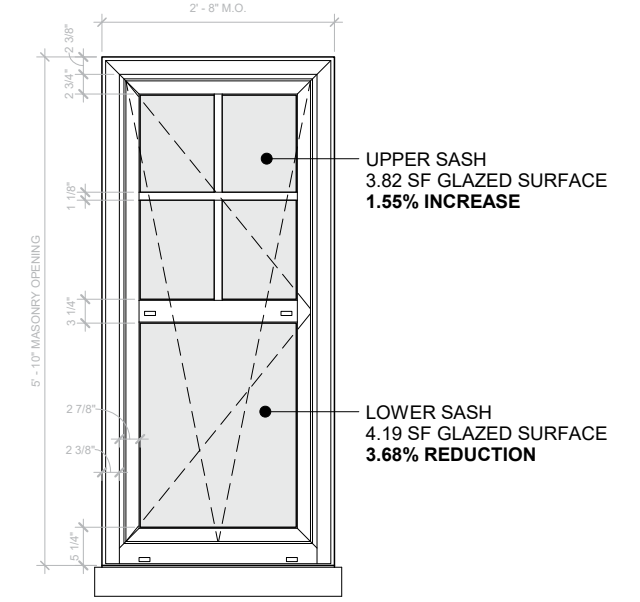 2' - 8" M.O.
2 3/8"
2 3/4"
UPPER SASH
3.82 SF GLAZED SURFACE
1.55% INCREASE
1 1/8"
5' - 10" MASONRY OPENING
3 1/4"
2 7/8"
2 3/8"
LOWER SASH
4.19 SF GLAZED SURFACE
3.68% REDUCTION
5 1/4"